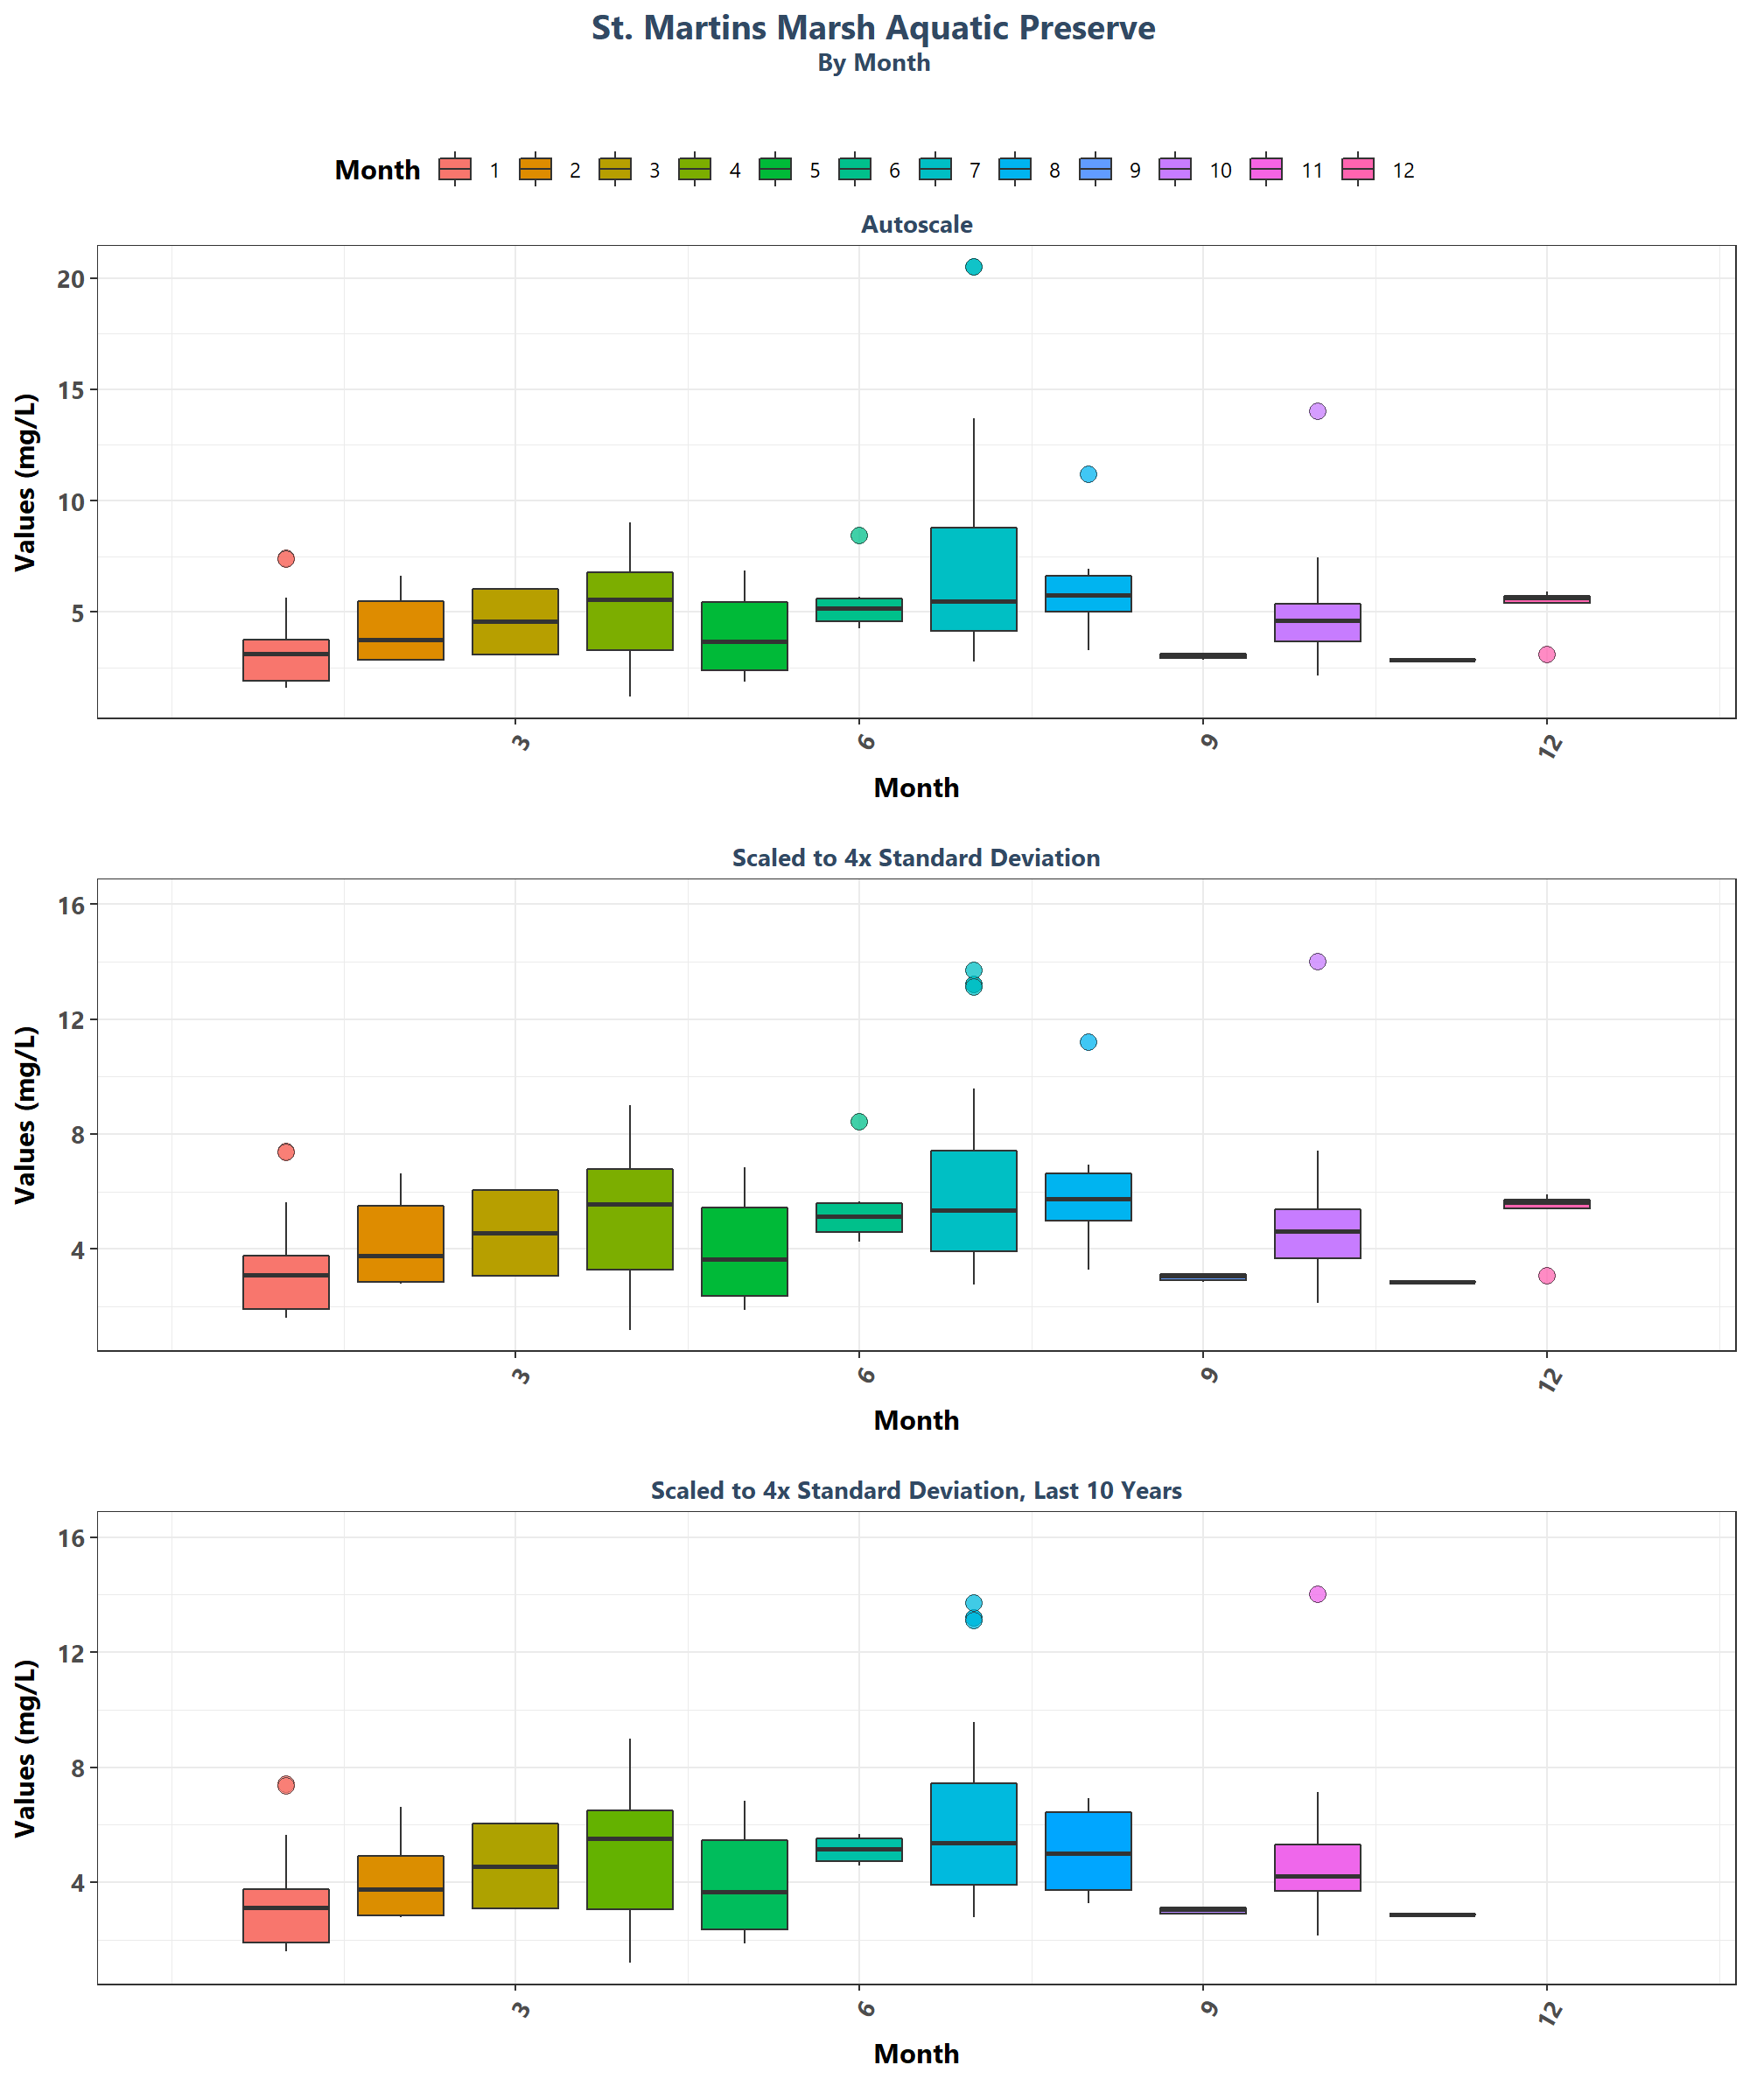 St. Martins Marsh Aquatic Preserve
By Month
Month 1 2 3 4 5 6 7 8 9 10 11 12
Autoscale
Values (mg/L)
20
15
10
5
3 6 9 12
Month
Scaled to 4x Standard Deviation
Values (mg/L)
16
12
8
4
3 6 9 12
Month
Scaled to 4x Standard Deviation, Last 10 Years
Values (mg/L)
16
12
8
4
3 6 9 12
Month